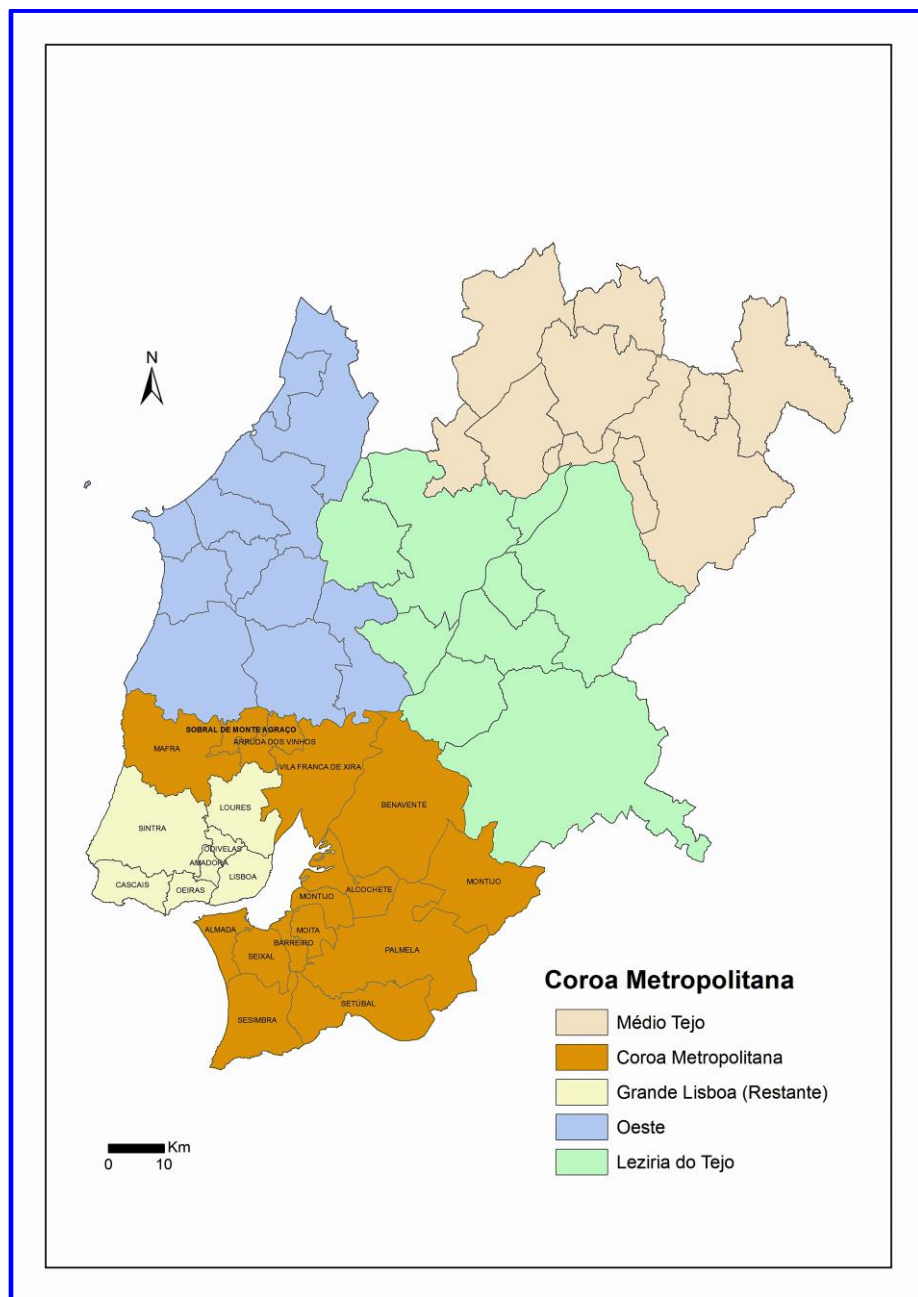 N
SOBRAL DE MONTE AGRAÇO
ARRUDA DOS VINHOS
MAFRA
VILA FRANCA DE XIRA
LOURES
BENAVENTE
SINTRA
ODIVELAS
AMADORA
LISBOA
MONTIJO
CASCAIS
OEIRAS
ALCOCHETE
MONTIJO
ALMADA
MOITA
BARREIRO
PALMELA
SEIXAL
SETÚBAL
SESIMBRA
Coroa Metropolitana
Médio Tejo
Coroa Metropolitana
Grande Lisboa (Restante)
Oeste
Leziria do Tejo
Km
0 10